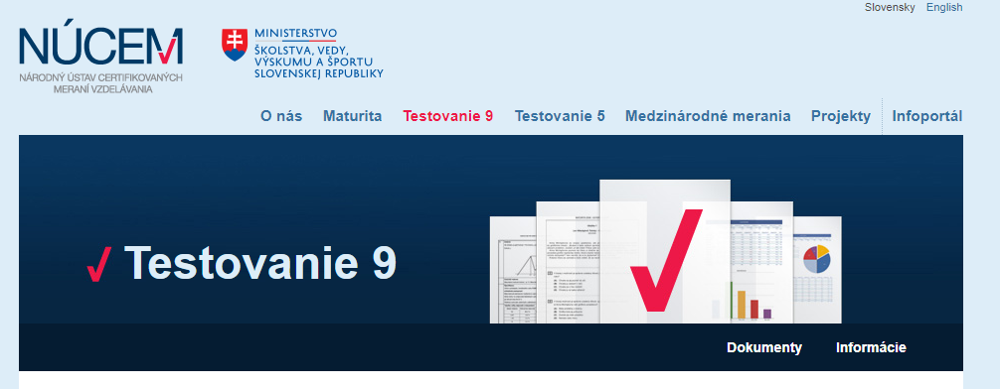 Slovensky English
NÚCEM
NÁRODNÝ ÚSTAV CERTIFIKOVANÝCH
MERANÍ VZDELÁVANIA
MINISTERSTVO
ŠKOLSTVA, VEDY,
VÝSKUMU A ŠPORTU
SLOVENSKEJ REPUBLIKY
O nás Maturita Testovanie 9 Testovanie 5 Medzinárodné merania Projekty Infoportál
Testovanie 9
Dokumenty Informácie